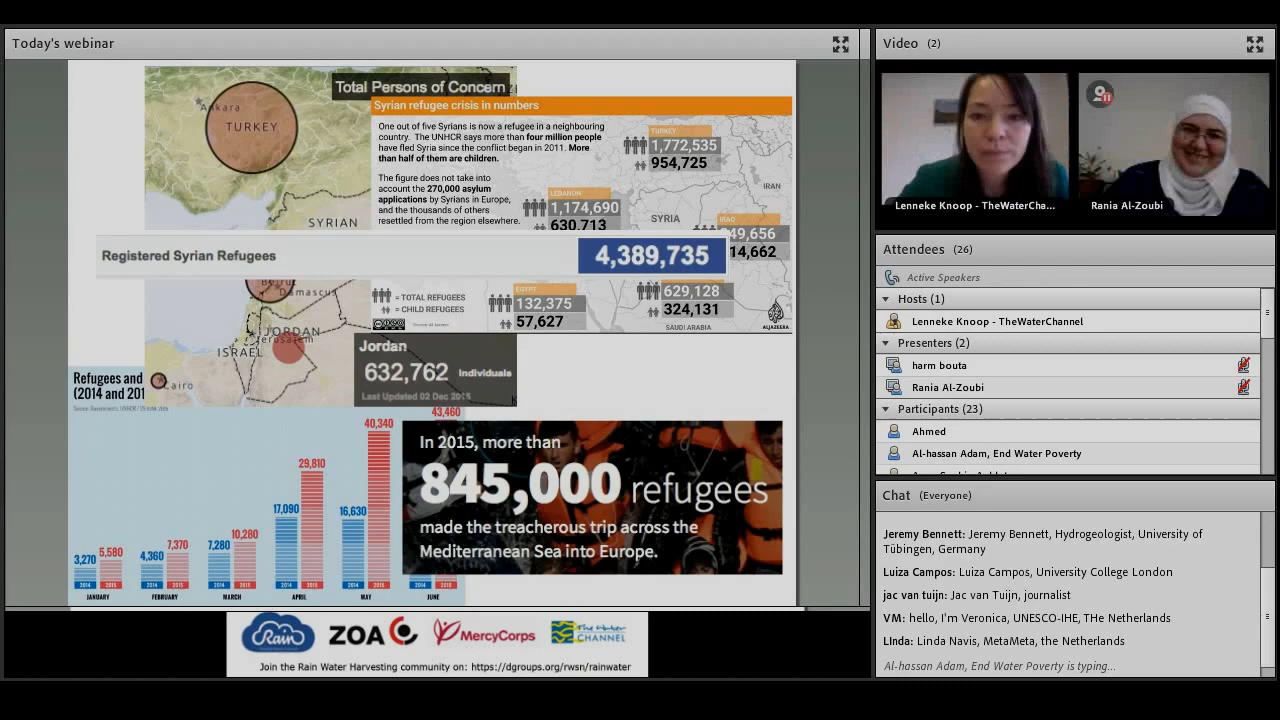 Today's webinar
Total Persons of Concern
Ankara
TURKEY
SYRIAN
Syrian refugee crisis in numbers
One out of five Syrians is now a refugee in a neighbouring
country. The UNHCR says more than four million people
have fled Syria since the conflict began in 2011. More
than half of them are children.
The figure does not take into
account the 270,000 asylum
applications by Syrians in Europe,
and the thousands of others
resettled from the region elsewhere.
TURKEY
1,772,535
954,725
LEBANON
1,174,690
630,713
SYRIA
IRAN
IRAQ
49,656
14,662
Registered Syrian Refugees
4,389,735
Beirut
Damascus
= TOTAL REFUGEES
= CHILD REFUGEES
EGYPT
132,375
57,627
629,128
324,131
SAUDI ARABIA
ALJAZEERA
JORDAN
Jerusalem
ISRAEL
Cairo
Jordan
632,762 Individuals
Last Updated 02 Dec 2015
Refugees and
(2014 and 201
3,270
5,580
4,360
7,370
7,280
10,280
17,090
29,810
16,630
40,340
43,460
2014 2015 2014 2015 2014 2015 2014 2015 2014 2015 2014 2015
JANUARY FEBRUARY MARCH APRIL MAY JUNE
In 2015, more than
845,000 refugees
made the treacherous trip across the
Mediterranean Sea into Europe.
Rain
ZOA
MercyCorps
The Water
CHANNEL
Join the Rain Water Harvesting community on: https://dgroups.org/rwsn/rainwater
Video (2)
Lenneke Knoop - TheWaterCha...
Rania Al-Zoubi
Attendees (26)
Active Speakers
Hosts (1)
Lenneke Knoop - TheWaterChannel
Presenters (2)
harm bouta
Rania Al-Zoubi
Participants (23)
Ahmed
Al-hassan Adam, End Water Poverty
Chat (Everyone)
Jeremy Bennett: Jeremy Bennett, Hydrogeologist, University of
Tübingen, Germany
Luiza Campos: Luiza Campos, University College London
jac van tuijn: Jac van Tuijn, journalist
VM: hello, I'm Veronica, UNESCO-IHE, THe Netherlands
LInda: Linda Navis, MetaMeta, the Netherlands
Al-hassan Adam, End Water Poverty is typing...